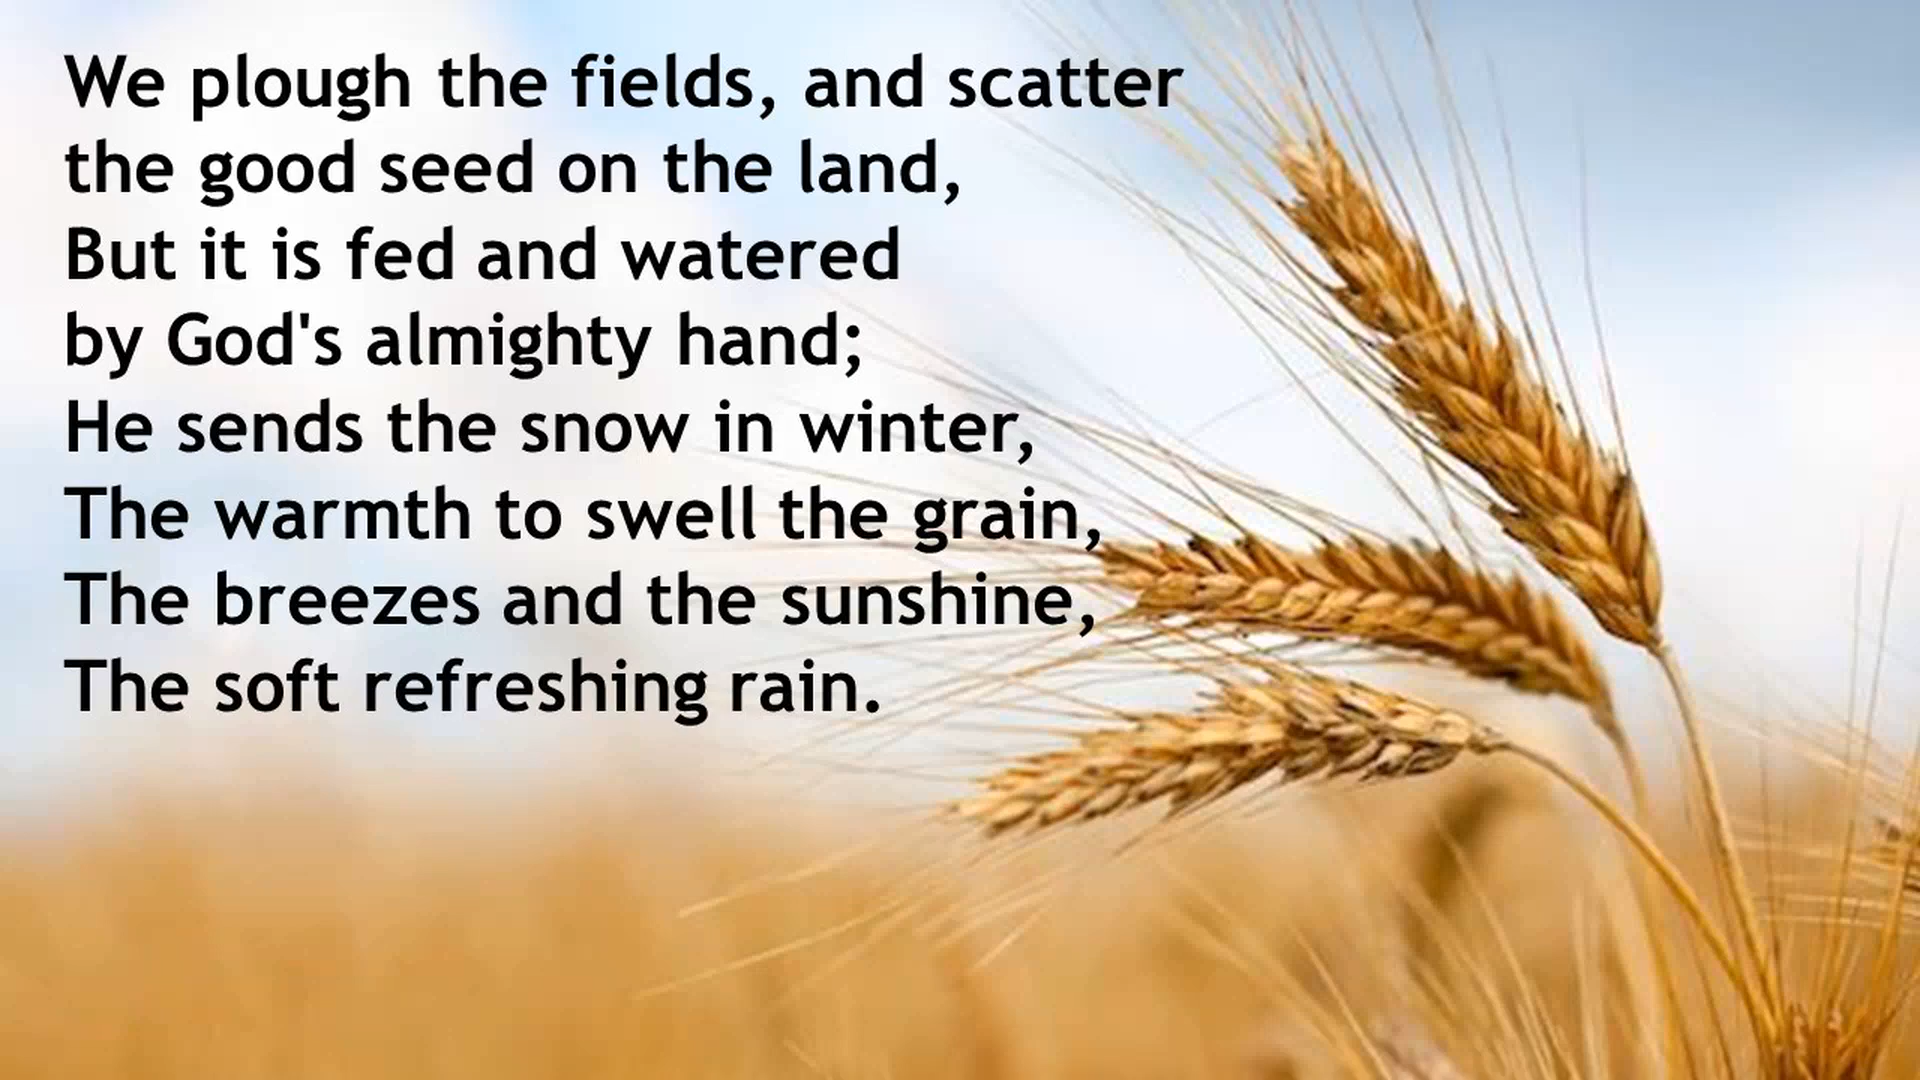 We plough the fields, and scatter
the good seed on the land,
But it is fed and watered
by God's almighty hand;
He sends the snow in winter,
The warmth to swell the grain,
The breezes and the sunshine,
The soft refreshing rain.